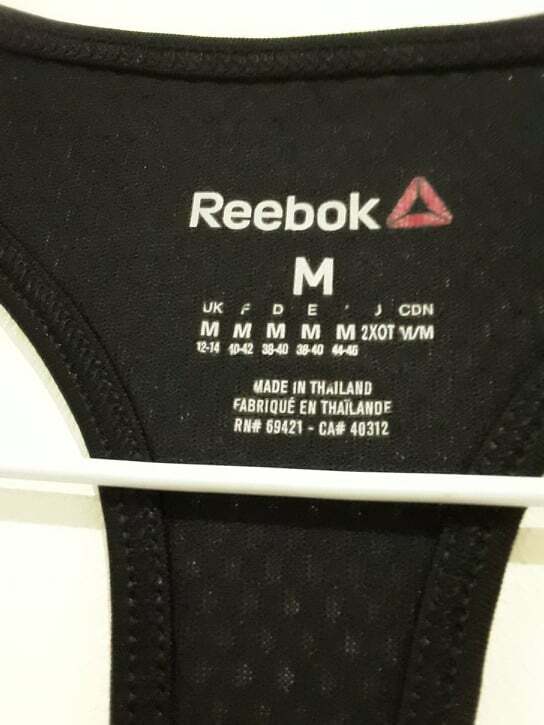 Reebok
M
UK F D E J CDN
M M M M M 2XOT M/M
12-14 40-42 38-40 38-40 44-46
MADE IN THAILAND
FABRIQUÉ EN THAÏLANDE
RN# 69421 - CA# 40312